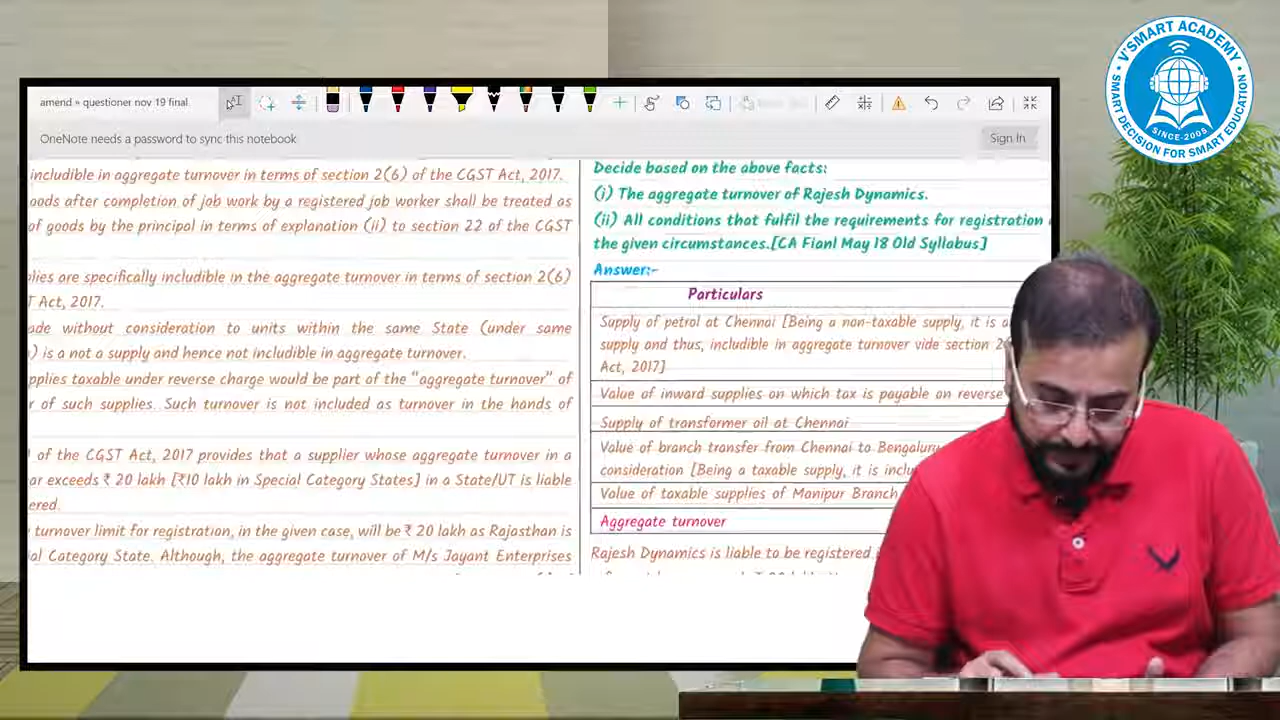 V'SMART ACADEMY
SMART DECISION FOR SMART EDUCATION
SINCE-2005
amend » questioner nov 19 final
OneNote needs a password to sync this notebook
Sign In
includible in aggregate turnover in terms of section 2(6) of the CGST Act, 2017.
oods after completion of job work by a registered job worker shall be treated as
of goods by the principal in terms of explanation (ii) to section 22 of the CGST
plies are specifically includible in the aggregate turnover in terms of section 2(6)
T Act, 2017.
ade without consideration to units within the same State (under same
) is a not a supply and hence not includible in aggregate turnover.
pplies taxable under reverse charge would be part of the "aggregate turnover" of
r of such supplies. Such turnover is not included as turnover in the hands of
of the CGST Act, 2017 provides that a supplier whose aggregate turnover in a
ar exceeds ₹ 20 lakh [₹10 lakh in Special Category States] in a State/UT is liable
ered.
turnover limit for registration, in the given case, will be ₹ 20 lakh as Rajasthan is
ial Category State. Although, the aggregate turnover of M/s Jayant Enterprises
Decide based on the above facts:
(i) The aggregate turnover of Rajesh Dynamics.
(ii) All conditions that fulfil the requirements for registration
the given circumstances.[CA Fianl May 18 Old Syllabus]
Answer:-
Particulars
Supply of petrol at Chennai [Being a non-taxable supply, it is
supply and thus, includible in aggregate turnover vide section
Act, 2017]
Value of inward supplies on which tax is payable on reverse
Supply of transformer oil at Chennai
Value of branch transfer from Chennai to Bengaluru
consideration [Being a taxable supply, it is
Value of taxable supplies of Manipur Branch
Aggregate turnover
Rajesh Dynamics is liable to be registered